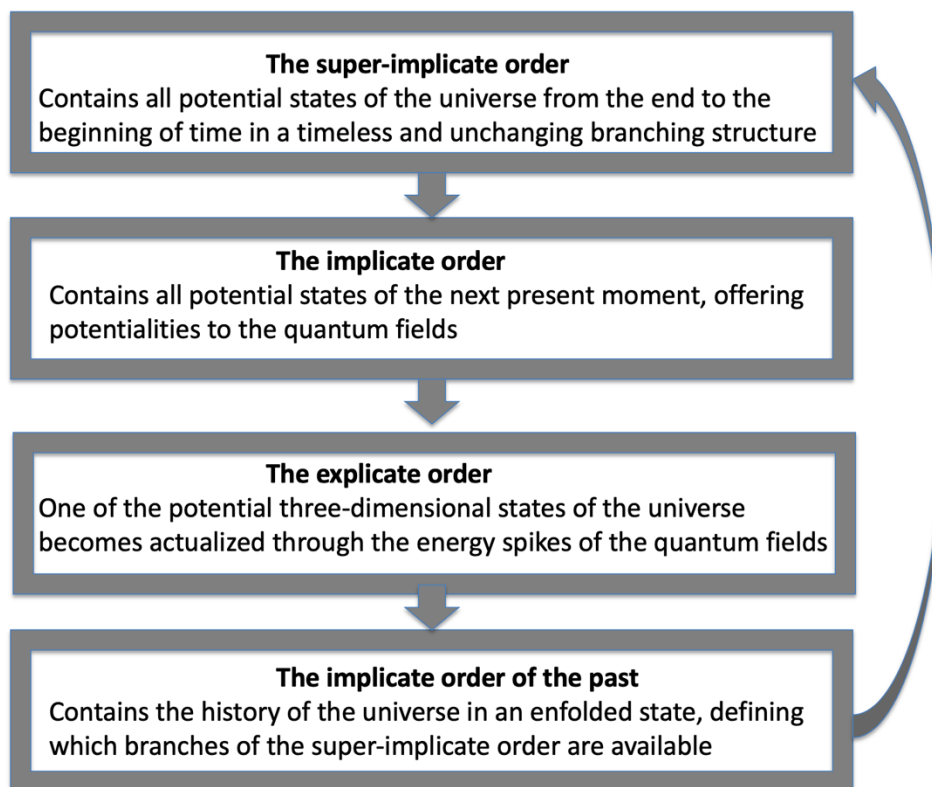 The super-implicate order
Contains all potential states of the universe from the end to the
beginning of time in a timeless and unchanging branching structure
The implicate order
Contains all potential states of the next present moment, offering
potentialities to the quantum fields
The explicate order
One of the potential three-dimensional states of the universe
becomes actualized through the energy spikes of the quantum fields
The implicate order of the past
Contains the history of the universe in an enfolded state, defining
which branches of the super-implicate order are available